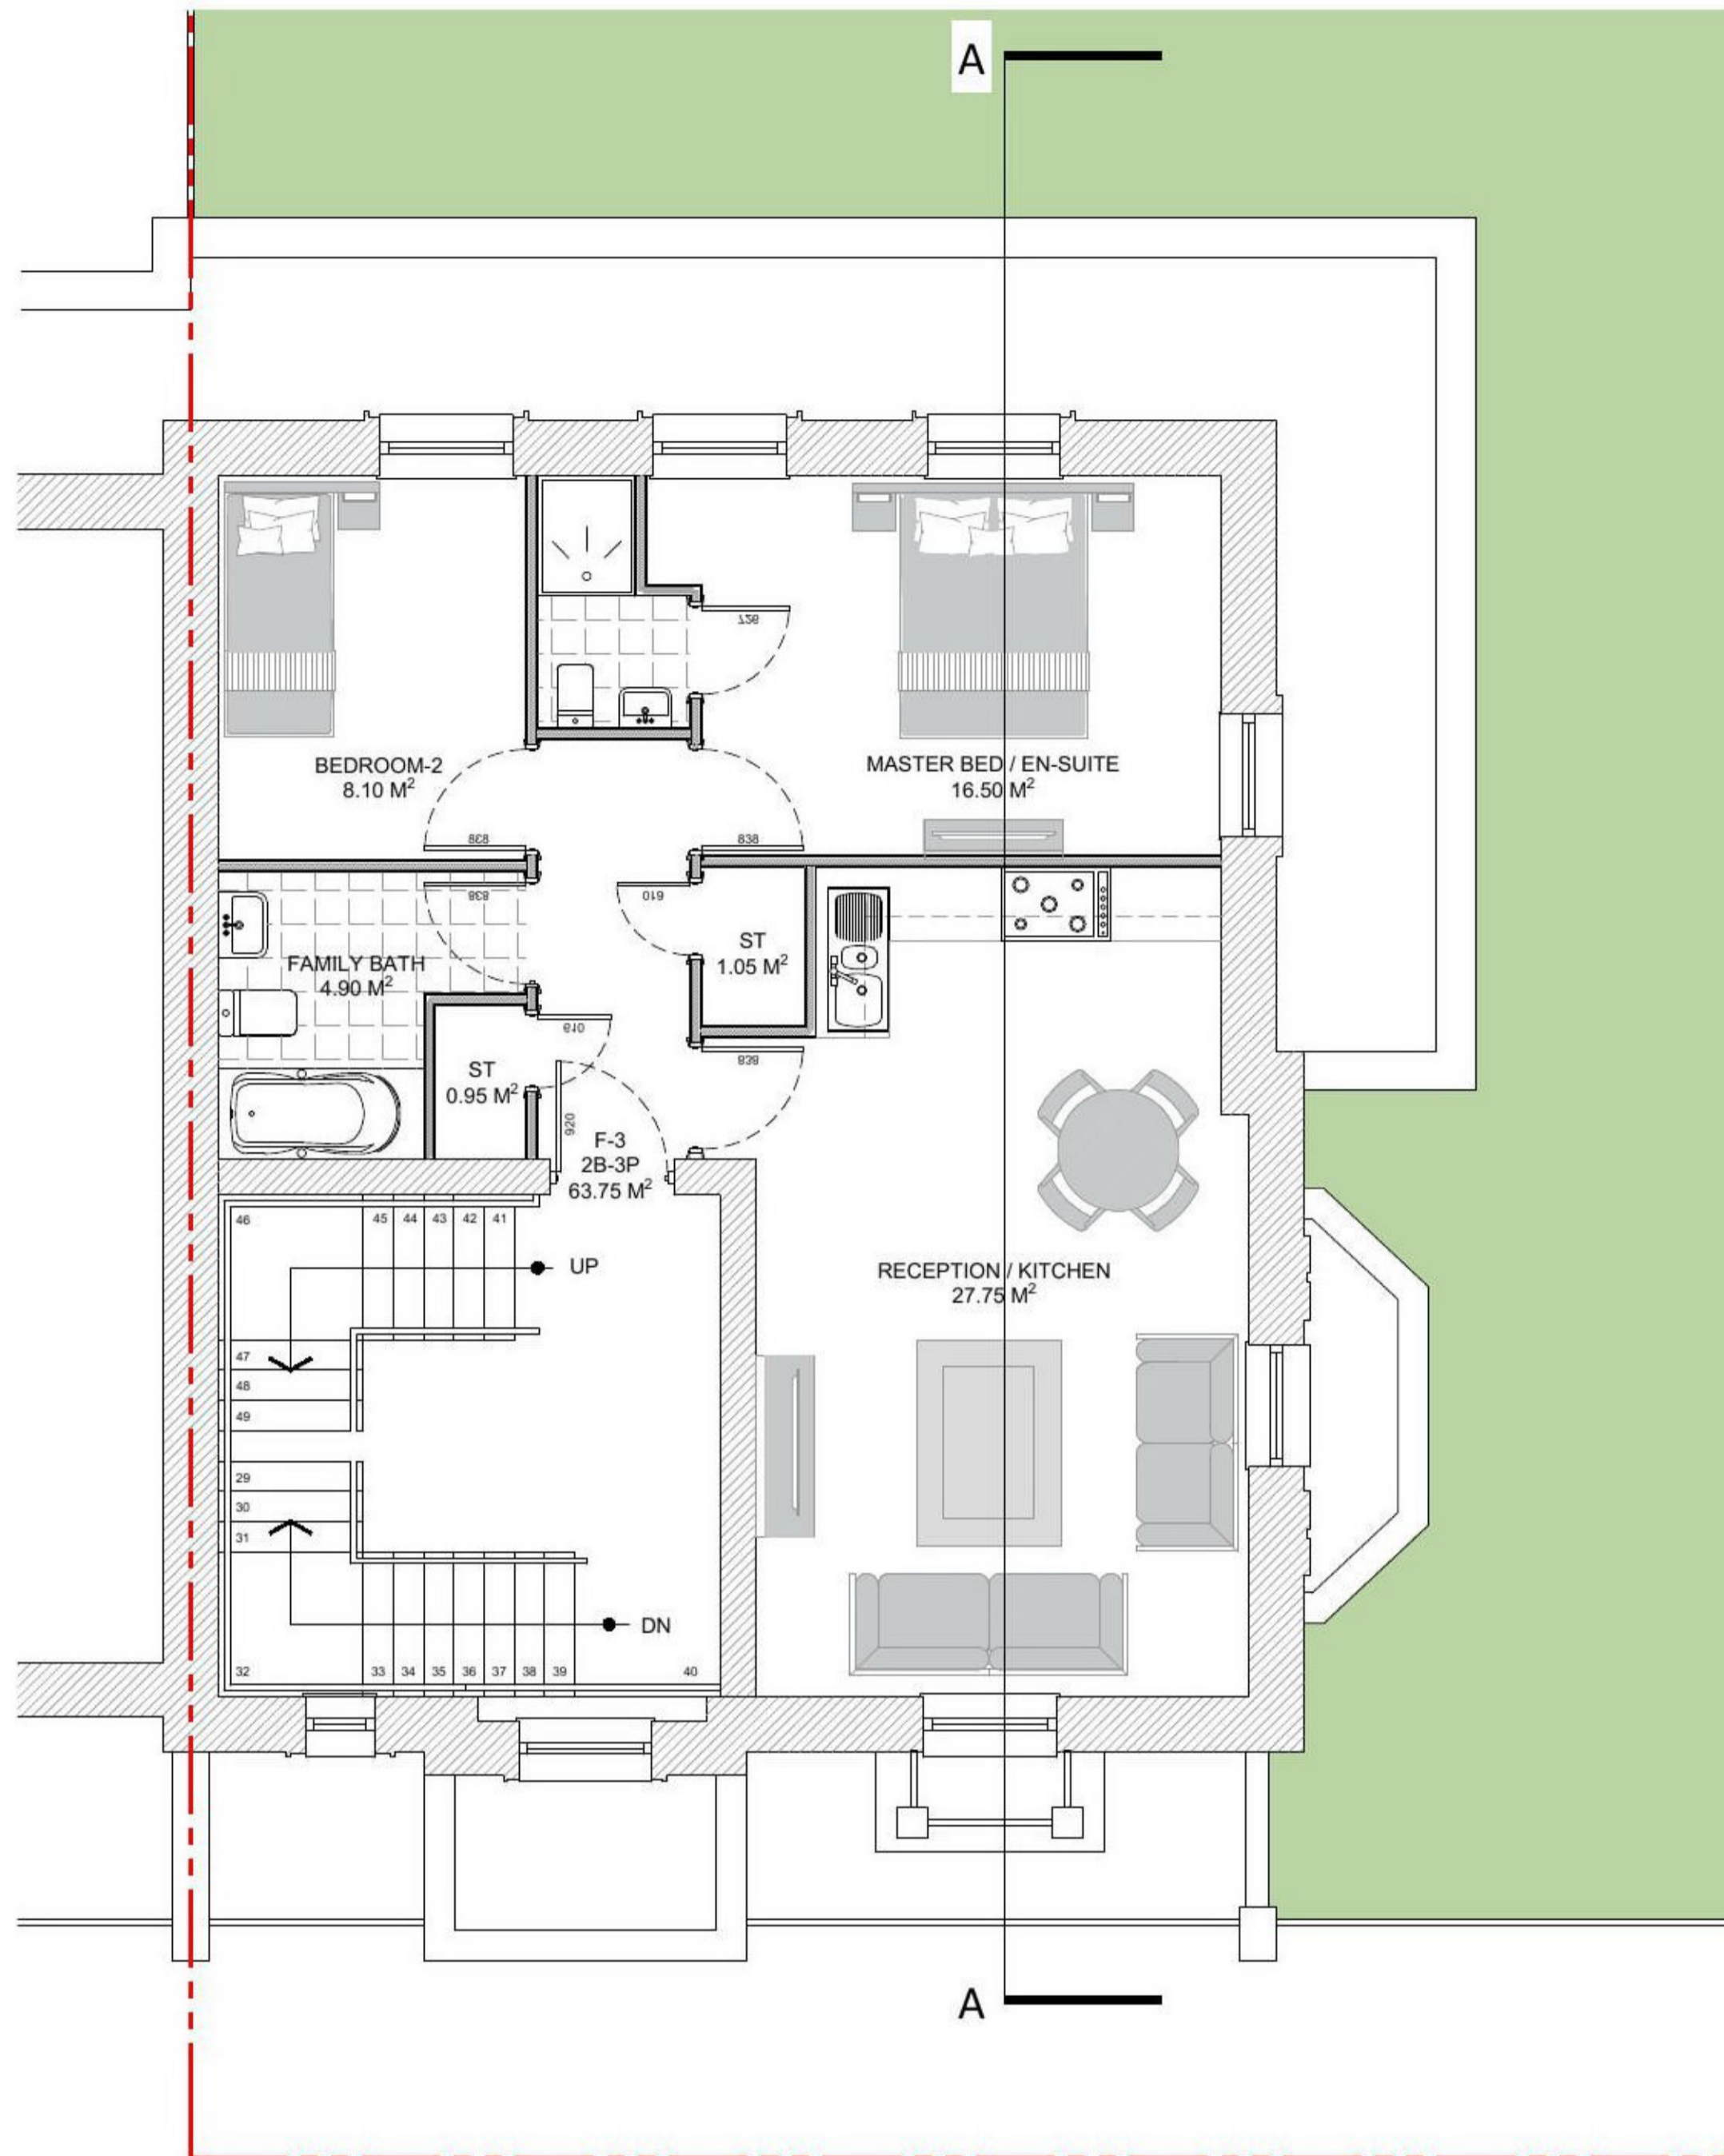 A
726
BEDROOM-2
8.10 M²
MASTER BED / EN-SUITE
16.50 M²
838
838
838
610
ST
1.05 M²
FAMILY BATH
4.90 M²
610
838
ST
0.95 M²
920
F-3
2B-3P
63.75 M²
46
45
44
43
42
41
UP
RECEPTION / KITCHEN
27.75 M²
47
48
49
29
30
31
DN
32
33
34
35
36
37
38
39
40
A